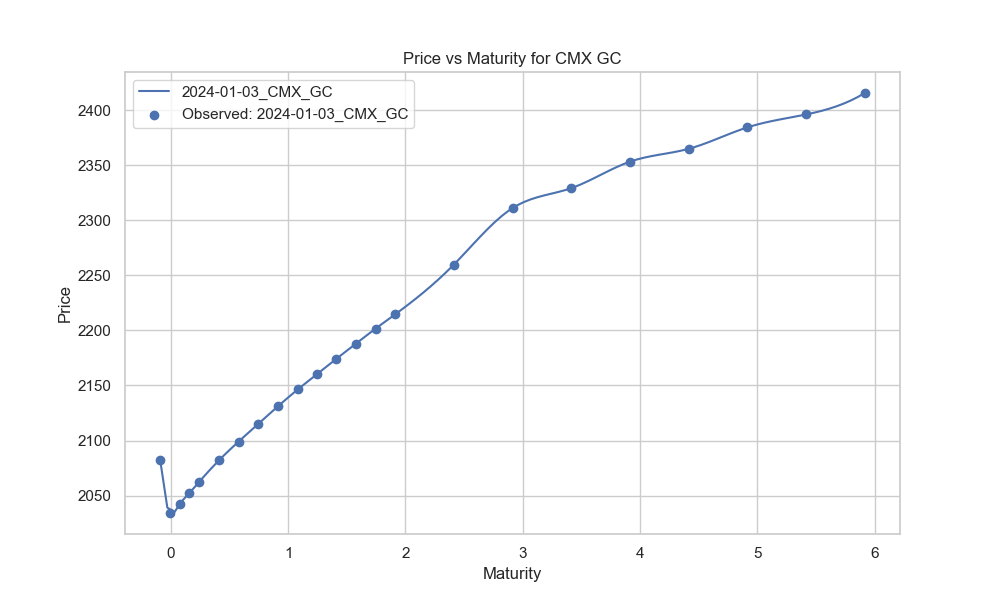 Price vs Maturity for CMX GC
2024-01-03_CMX_GC
Observed: 2024-01-03_CMX_GC
2400
2350
2300
2250
2200
2150
2100
2050
Price
0 1 2 3 4 5 6
Maturity